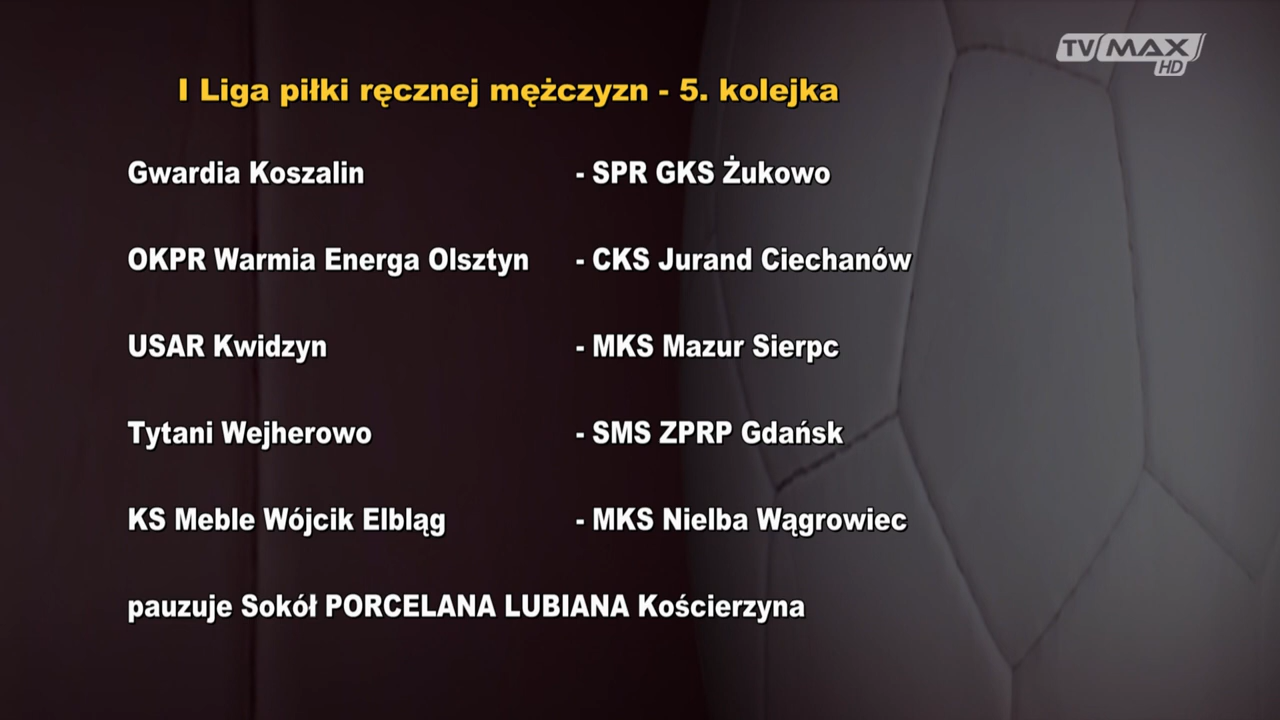 TV MAX
HD
I Liga piłki ręcznej mężczyzn - 5. kolejka
Gwardia Koszalin - SPR GKS Żukowo
OKPR Warmia Energa Olsztyn - CKS Jurand Ciechanów
USAR Kwidzyn - MKS Mazur Sierpc
Tytani Wejherowo - SMS ZPRP Gdańsk
KS Meble Wójcik Elbląg - MKS Nielba Wągrowiec
pauzuje Sokół PORCELANA LUBIANA Kościerzyna